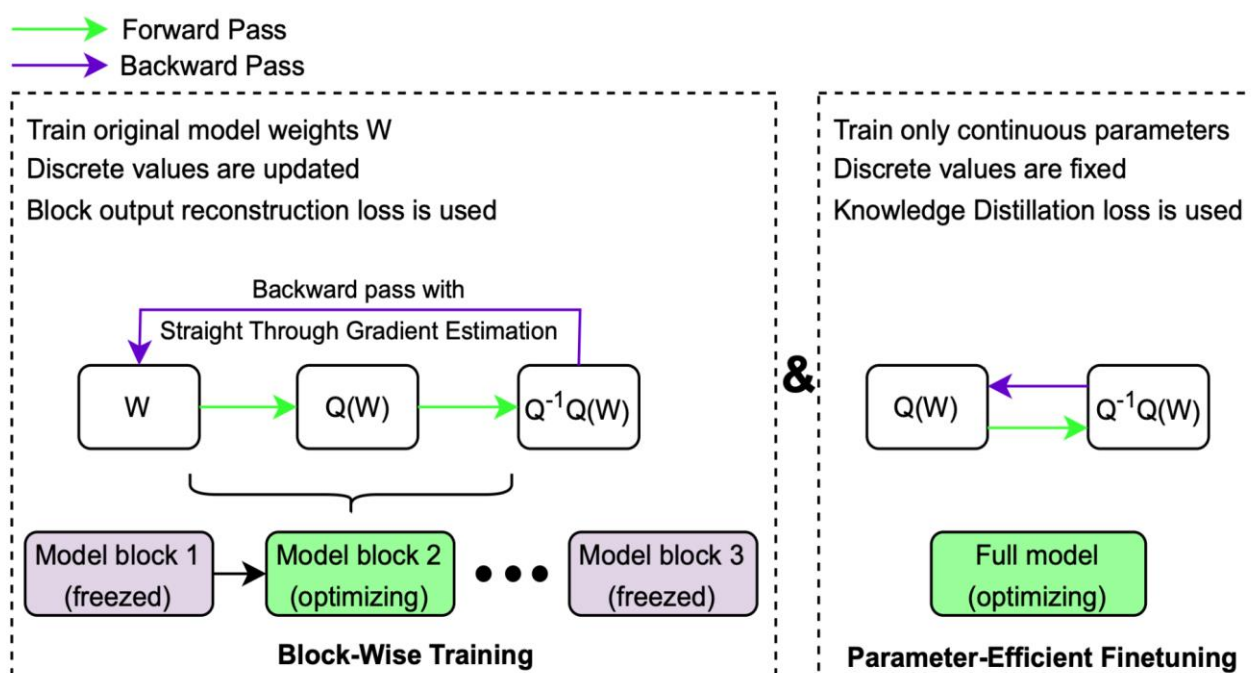 Forward Pass
Backward Pass
Train original model weights W
Discrete values are updated
Block output reconstruction loss is used
Backward pass with
Straight Through Gradient Estimation
W
Q(W)
Q⁻¹Q(W)
Model block 1
(freezed)
Model block 2
(optimizing)
Model block 3
(freezed)
Block-Wise Training
&
Train only continuous parameters
Discrete values are fixed
Knowledge Distillation loss is used
Q(W)
Q⁻¹Q(W)
Full model
(optimizing)
Parameter-Efficient Finetuning